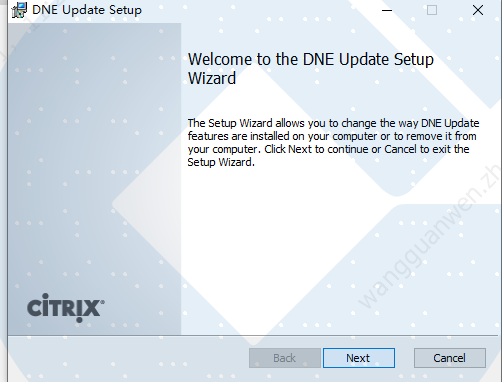 DNE Update Setup
Welcome to the DNE Update Setup
Wizard
The Setup Wizard allows you to change the way DNE Update
features are installed on your computer or to remove it from
your computer. Click Next to continue or Cancel to exit the
Setup Wizard.
wangguanwen.zh
CİTRIX
Back
Next
Cancel